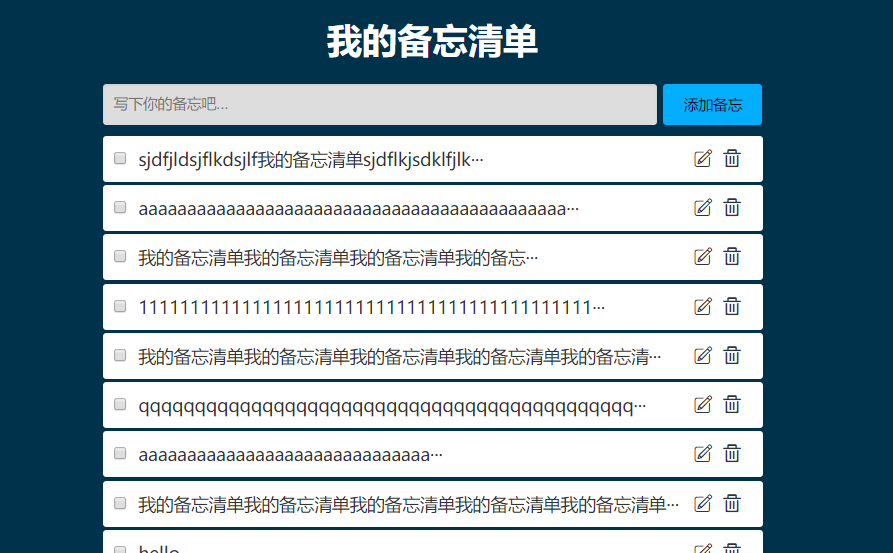 我的备忘清单
写下你的备忘吧...
添加备忘
sjdfjldsjflkdsjlf我的备忘清单sjdflkjsdklfjlk···
aaaaaaaaaaaaaaaaaaaaaaaaaaaaaaaaaaaaaaaaaaaa···
我的备忘清单我的备忘清单我的备忘清单我的备忘···
11111111111111111111111111111111111111111111···
我的备忘清单我的备忘清单我的备忘清单我的备忘清单我的备忘清···
qqqqqqqqqqqqqqqqqqqqqqqqqqqqqqqqqqqqqqqqqqqq···
aaaaaaaaaaaaaaaaaaaaaaaaaaaaaa···
我的备忘清单我的备忘清单我的备忘清单我的备忘清单我的备忘清单···
hello